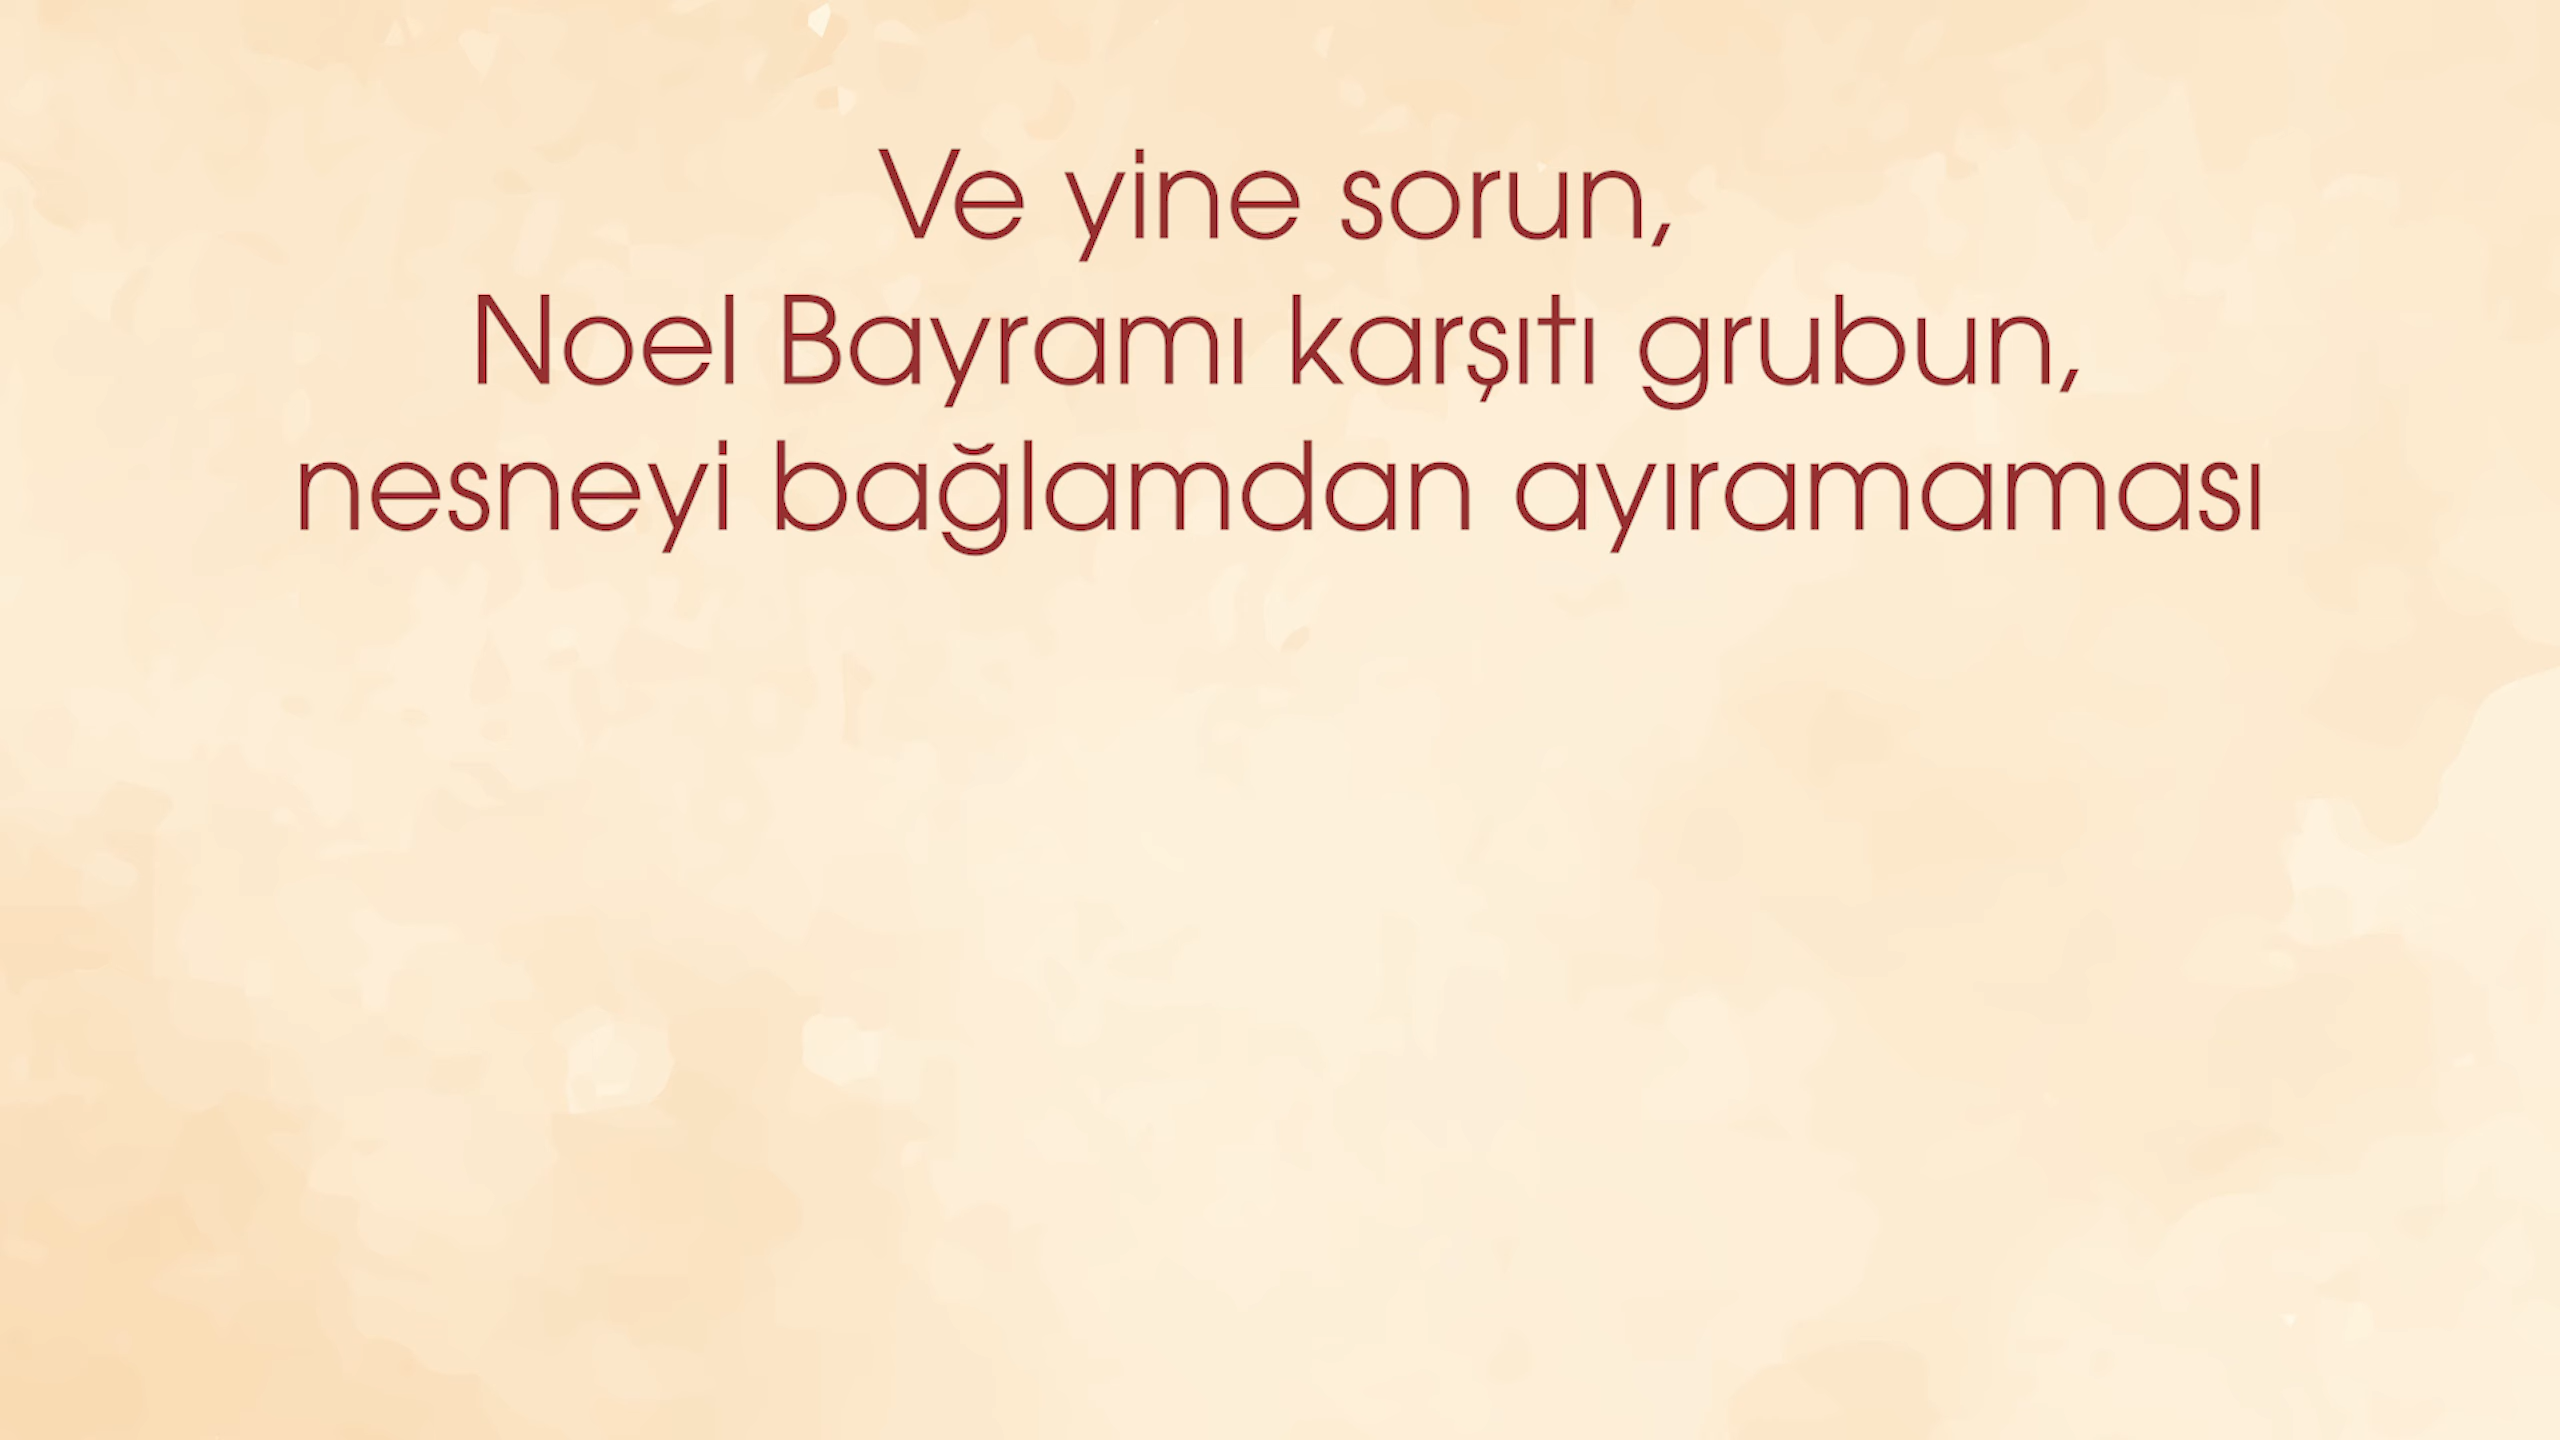 Ve yine sorun,
Noel Bayramı karşıtı grubun,
nesneyi bağlamdan ayıramaması